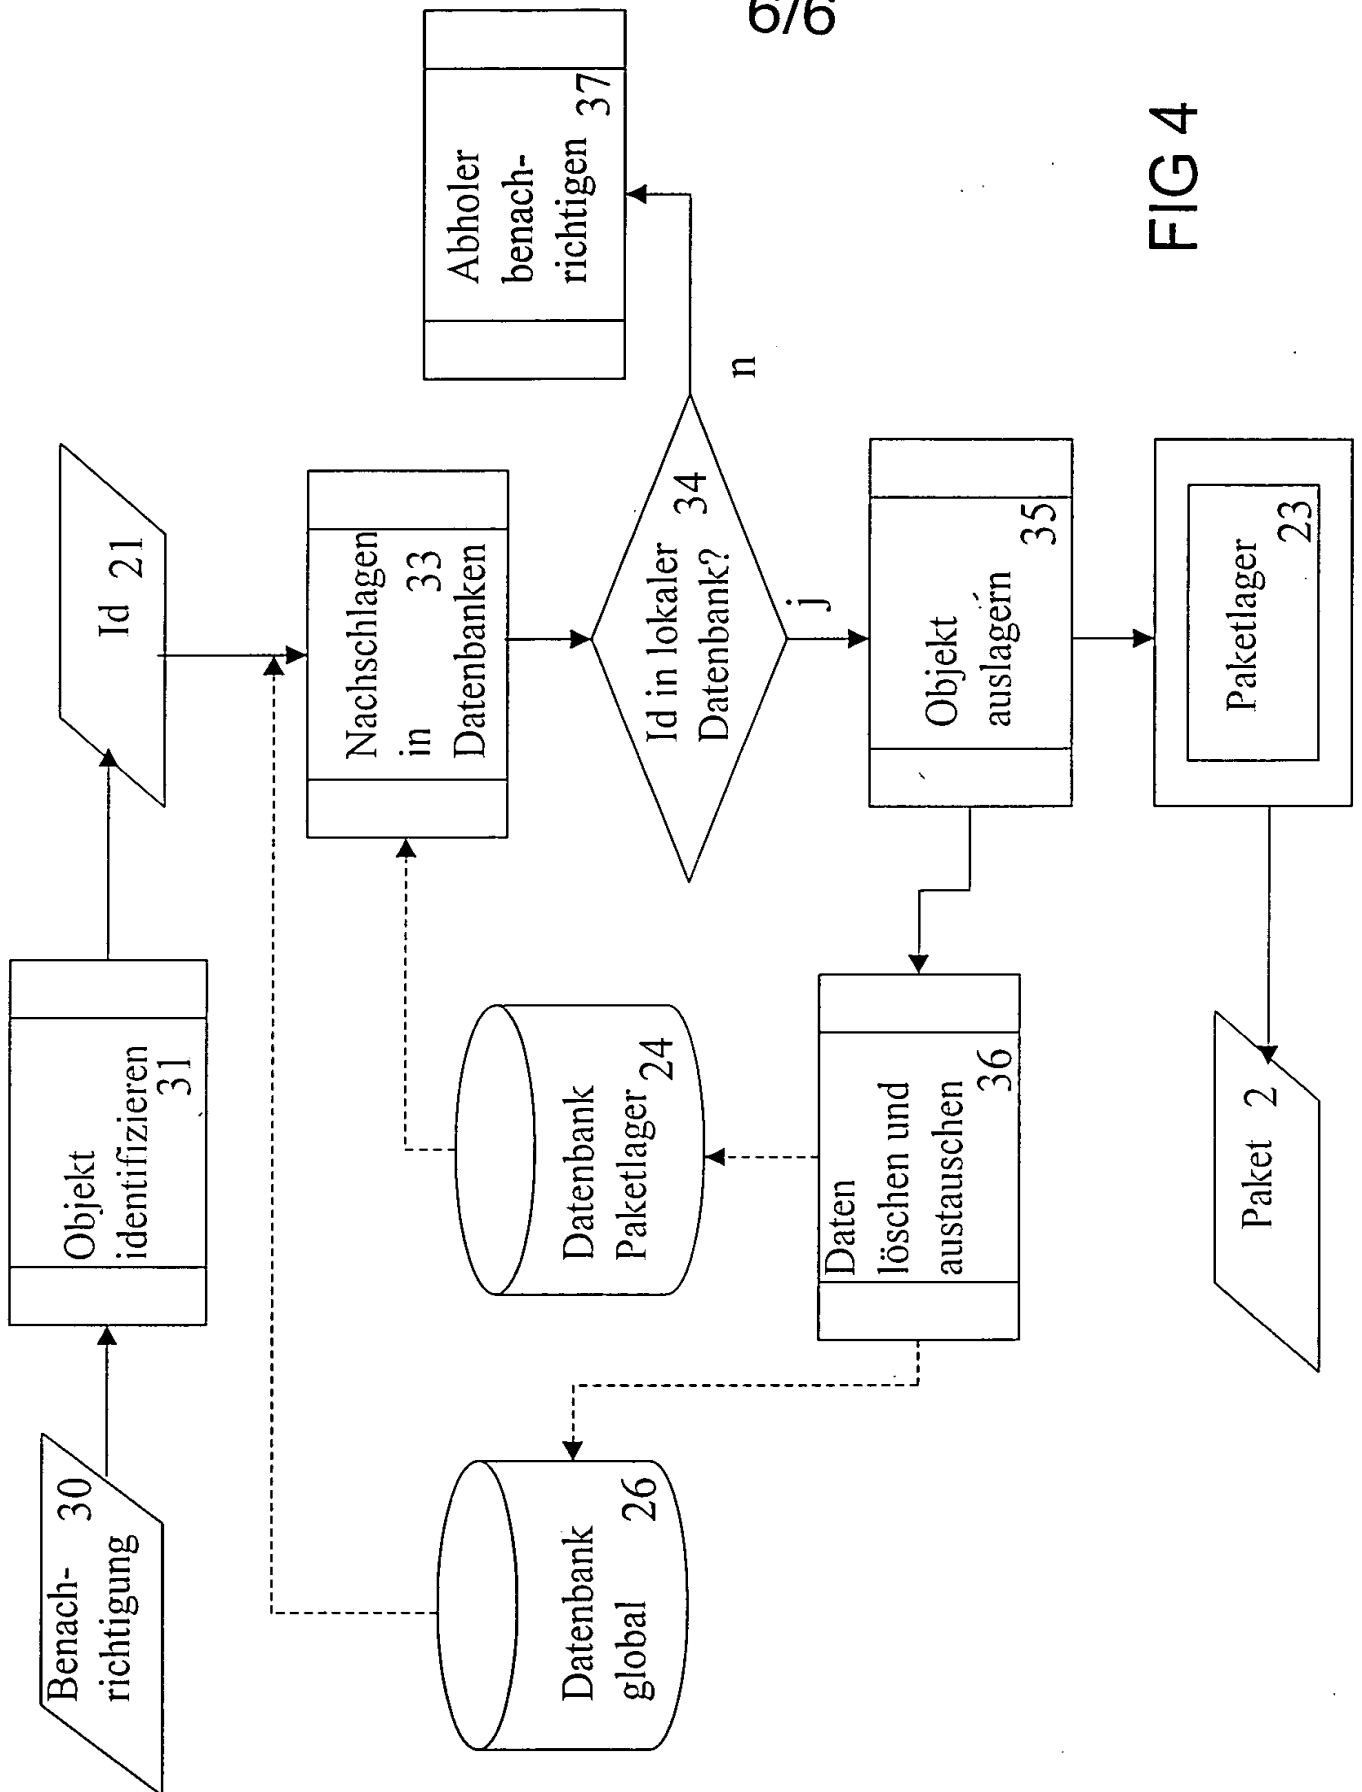 6/6
Benach-
richtigung
30
Objekt
identifizieren
31
Id 21
Nachschlagen
in 33
Datenbanken
Datenbank
global 26
Datenbank
Paketlager 24
Id in lokaler
Datenbank?
34
n
j
Abholer
benach-
richtigen 37
Daten
löschen und
austauschen
36
Objekt
auslagern
35
Paketlager
23
Paket 2
FIG 4